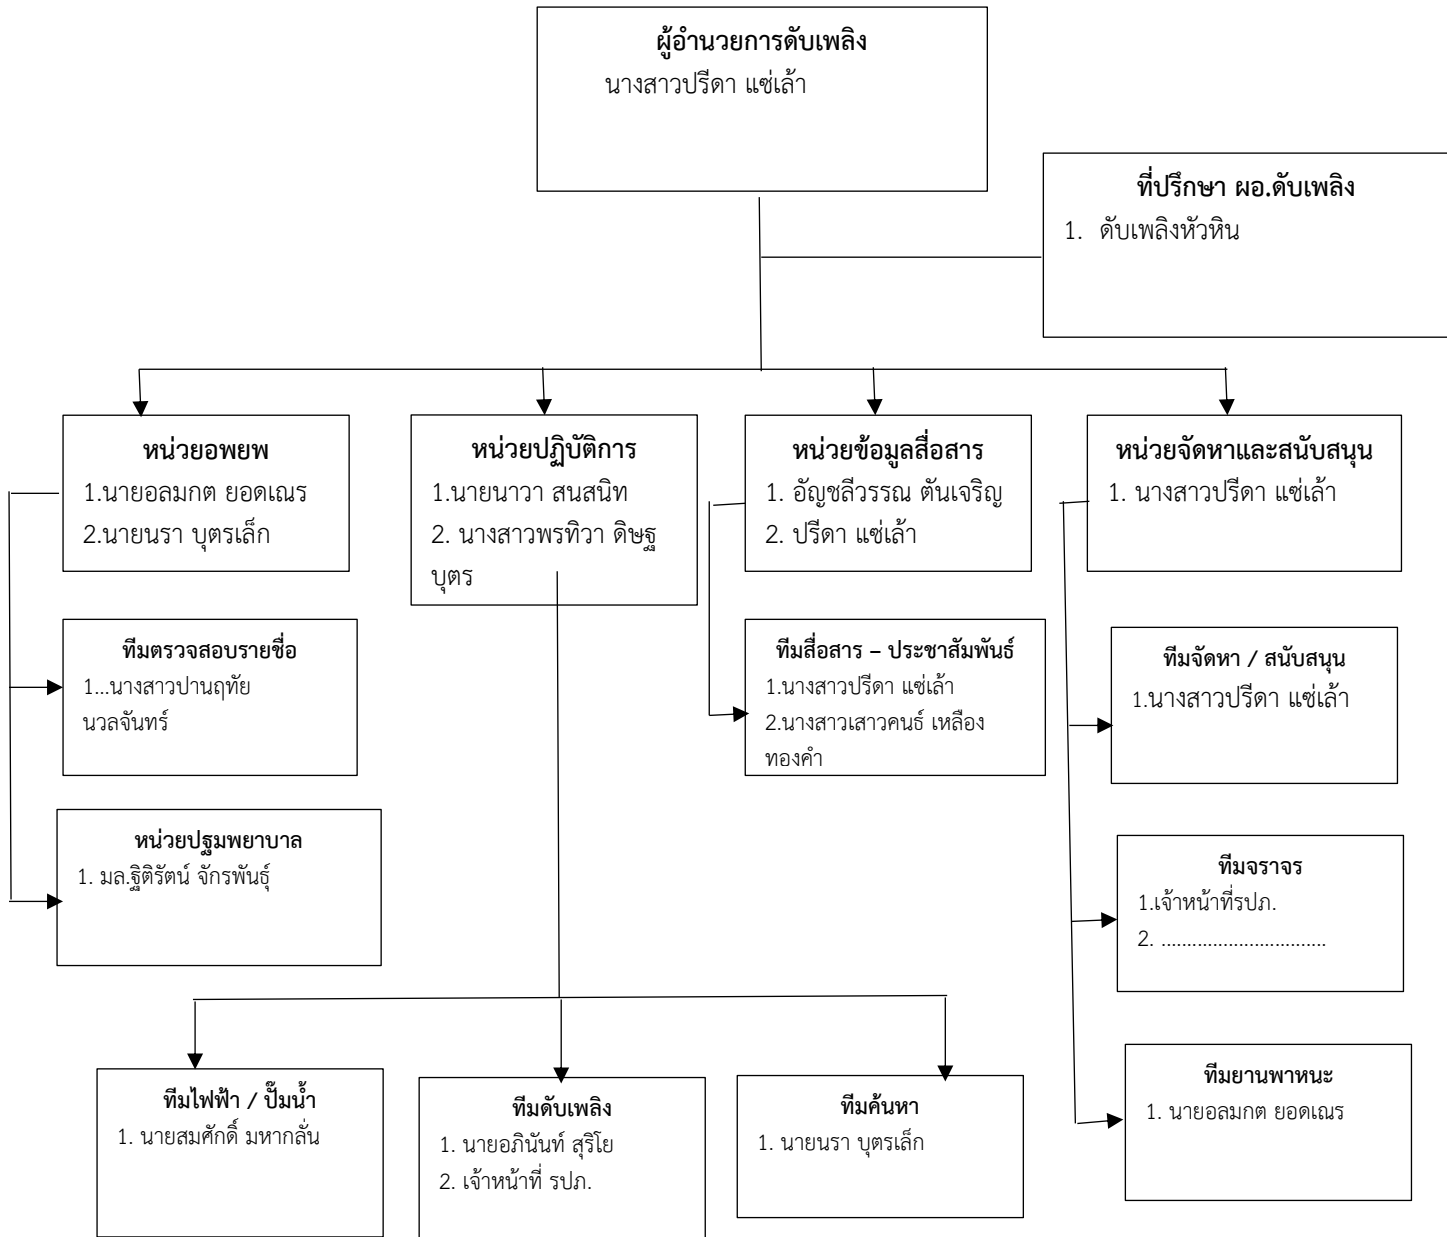 ผู้อำนวยการดับเพลิง
นางสาวปรีดา แซ่เล้า
ที่ปรึกษา ผอ.ดับเพลิง
1. ดับเพลิงหัวหิน
หน่วยอพยพ
1.นายอลมกต ยอดเณร
2.นายนรา บุตรเล็ก
หน่วยปฏิบัติการ
1.นายนาวา สนสนิท
2. นางสาวพรทิวา ดิษฐ
บุตร
หน่วยข้อมูลสื่อสาร
1. อัญชลีวรรณ ตันเจริญ
2. ปรีดา แซ่เล้า
หน่วยจัดหาและสนับสนุน
1. นางสาวปรีดา แซ่เล้า
ทีมตรวจสอบรายชื่อ
1...นางสาวปานฤทัย
นวลจันทร์
ทีมสื่อสาร – ประชาสัมพันธ์
1.นางสาวปรีดา แซ่เล้า
2.นางสาวเสาวคนธ์ เหลือง
ทองคำ
ทีมจัดหา / สนับสนุน
1.นางสาวปรีดา แซ่เล้า
หน่วยปฐมพยาบาล
1. มล.ฐิติรัตน์ จักรพันธุ์
ทีมจราจร
1.เจ้าหน้าที่รปภ.
2. ................................
ทีมไฟฟ้า / ปั๊มน้ำ
1. นายสมศักดิ์ มหากลั่น
ทีมดับเพลิง
1. นายอภินันท์ สุริโย
2. เจ้าหน้าที่ รปภ.
ทีมค้นหา
1. นายนรา บุตรเล็ก
ทีมยานพาหนะ
1. นายอลมกต ยอดเณร